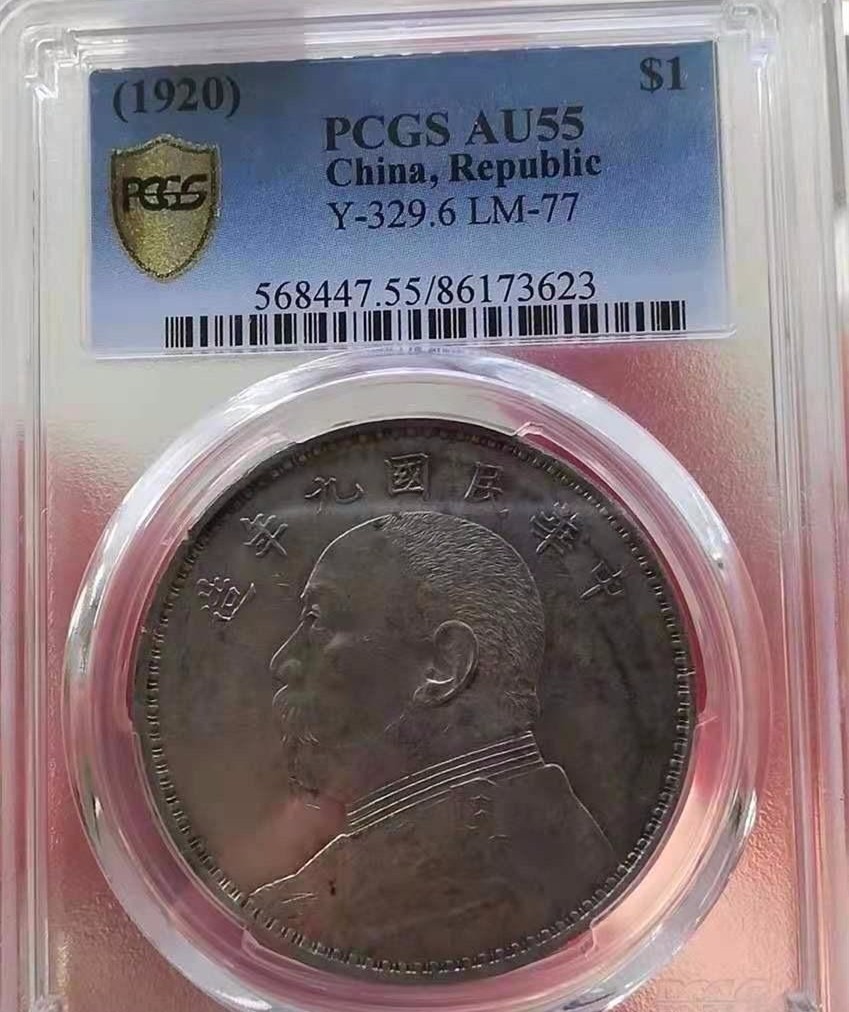 (1920)
$1
PCGS AU55
China, Republic
PCGS
Y-329.6 LM-77
568447.55/86173623
造年九國民華中